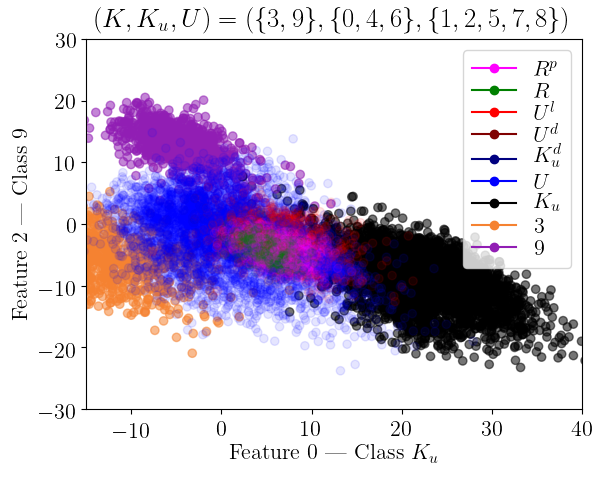 (K, K_u, U) = ({3, 9}, {0, 4, 6}, {1, 2, 5, 7, 8})
R^p
R
U^l
U^d
K_u^d
U
K_u
3
9
Feature 2 — Class 9
30
20
10
0
−10
−20
−30
−10 0 10 20 30 40
Feature 0 — Class K_u